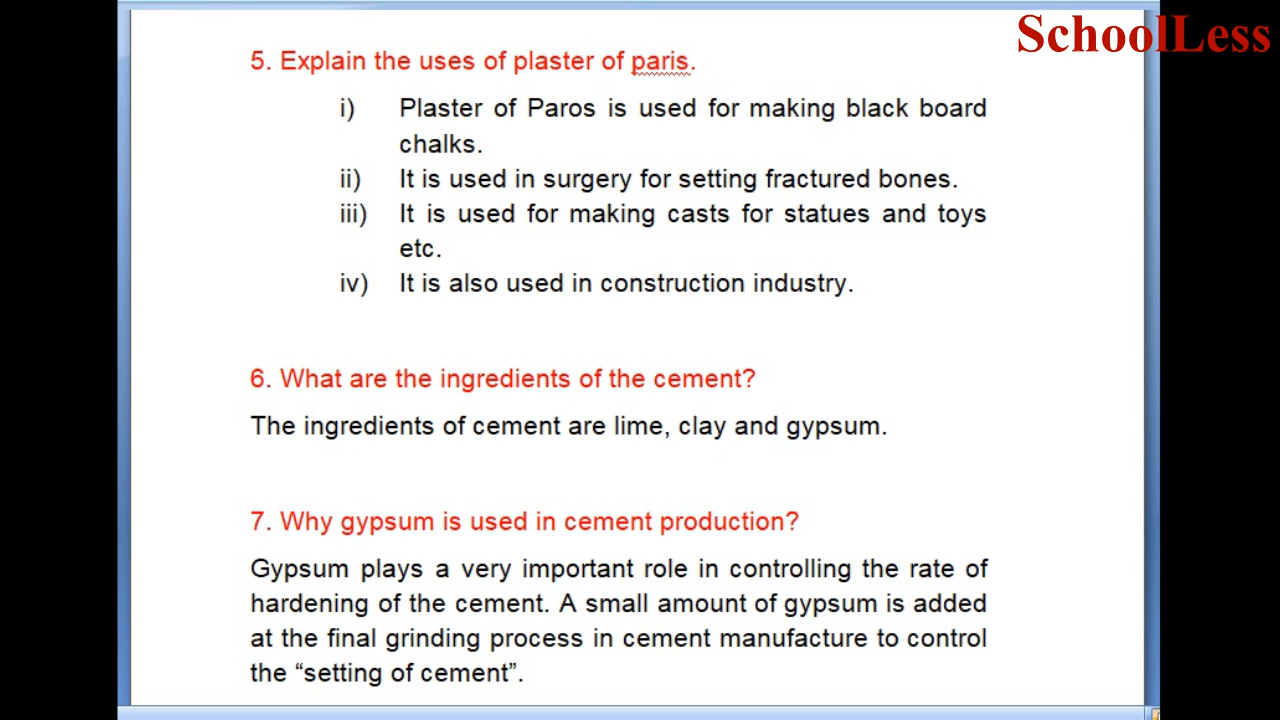 SchoolLess
5. Explain the uses of plaster of paris.
i) Plaster of Paros is used for making black board
chalks.
ii) It is used in surgery for setting fractured bones.
iii) It is used for making casts for statues and toys
etc.
iv) It is also used in construction industry.
6. What are the ingredients of the cement?
The ingredients of cement are lime, clay and gypsum.
7. Why gypsum is used in cement production?
Gypsum plays a very important role in controlling the rate of
hardening of the cement. A small amount of gypsum is added
at the final grinding process in cement manufacture to control
the “setting of cement”.